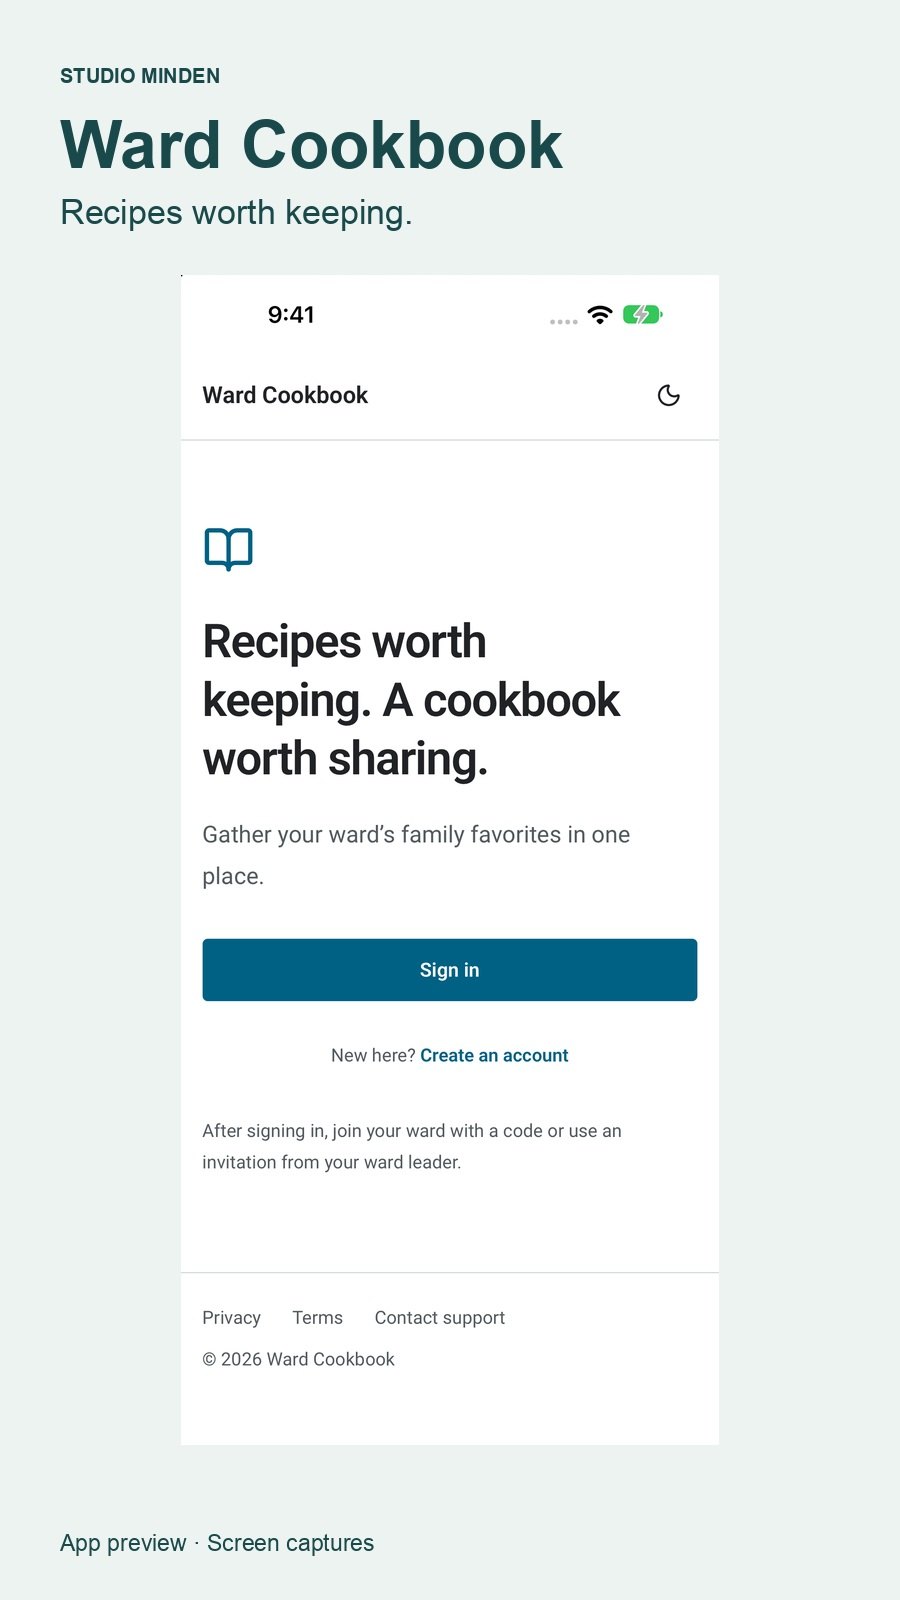 STUDIO MINDEN
Ward Cookbook
Recipes worth keeping.
9:41
Ward Cookbook
Recipes worth
keeping. A cookbook
worth sharing.
Gather your ward’s family favorites in one
place.
Sign in
New here? Create an account
After signing in, join your ward with a code or use an
invitation from your ward leader.
Privacy Terms Contact support
© 2026 Ward Cookbook
App preview · Screen captures